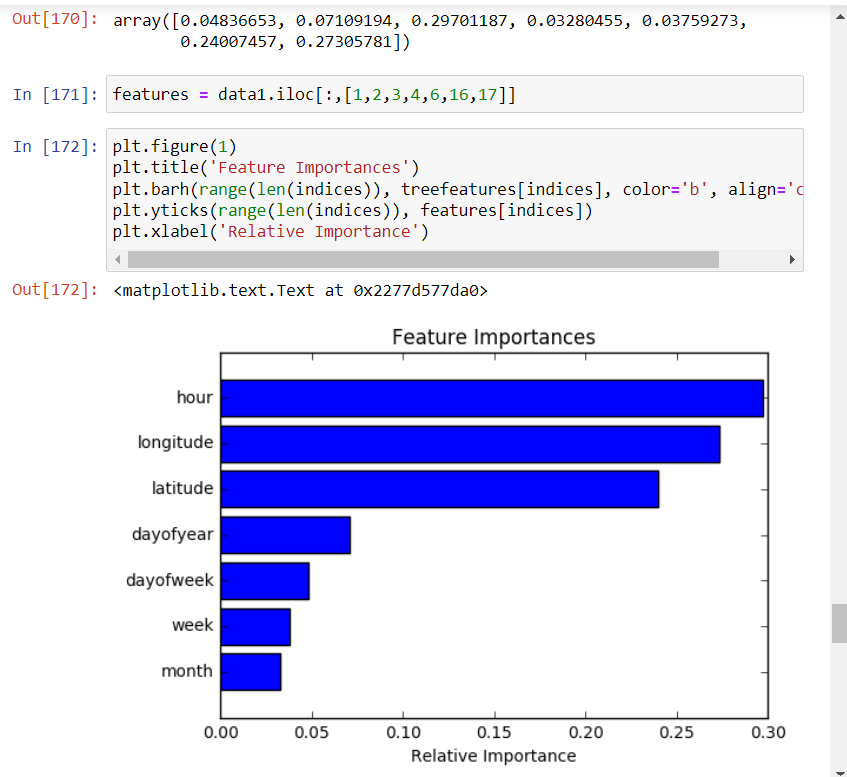 Out[170]: array([0.04836653, 0.07109194, 0.29701187, 0.03280455, 0.03759273,
0.24007457, 0.27305781])
In [171]: features = data1.iloc[:,[1,2,3,4,6,16,17]]
In [172]: plt.figure(1)
plt.title('Feature Importances')
plt.barh(range(len(indices)), treefeatures[indices], color='b', align='c
plt.yticks(range(len(indices)), features[indices])
plt.xlabel('Relative Importance')
Out[172]: <matplotlib.text.Text at 0x2277d577da0>
Feature Importances
hour
longitude
latitude
dayofyear
dayofweek
week
month
0.00 0.05 0.10 0.15 0.20 0.25 0.30
Relative Importance